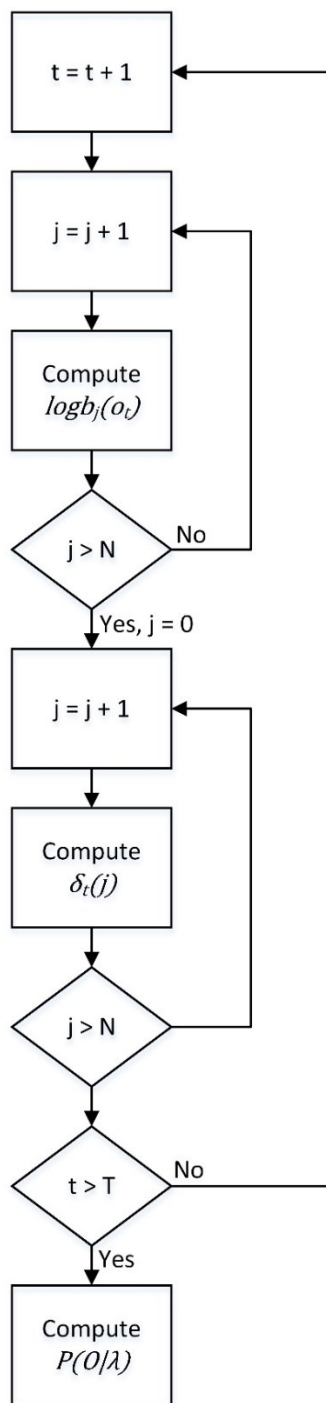 t = t + 1
j = j + 1
Compute
logbⱼ(oₜ)
j > N
No
Yes, j = 0
j = j + 1
Compute
δₜ(j)
j > N
t > T
No
Yes
Compute
P(O/λ)